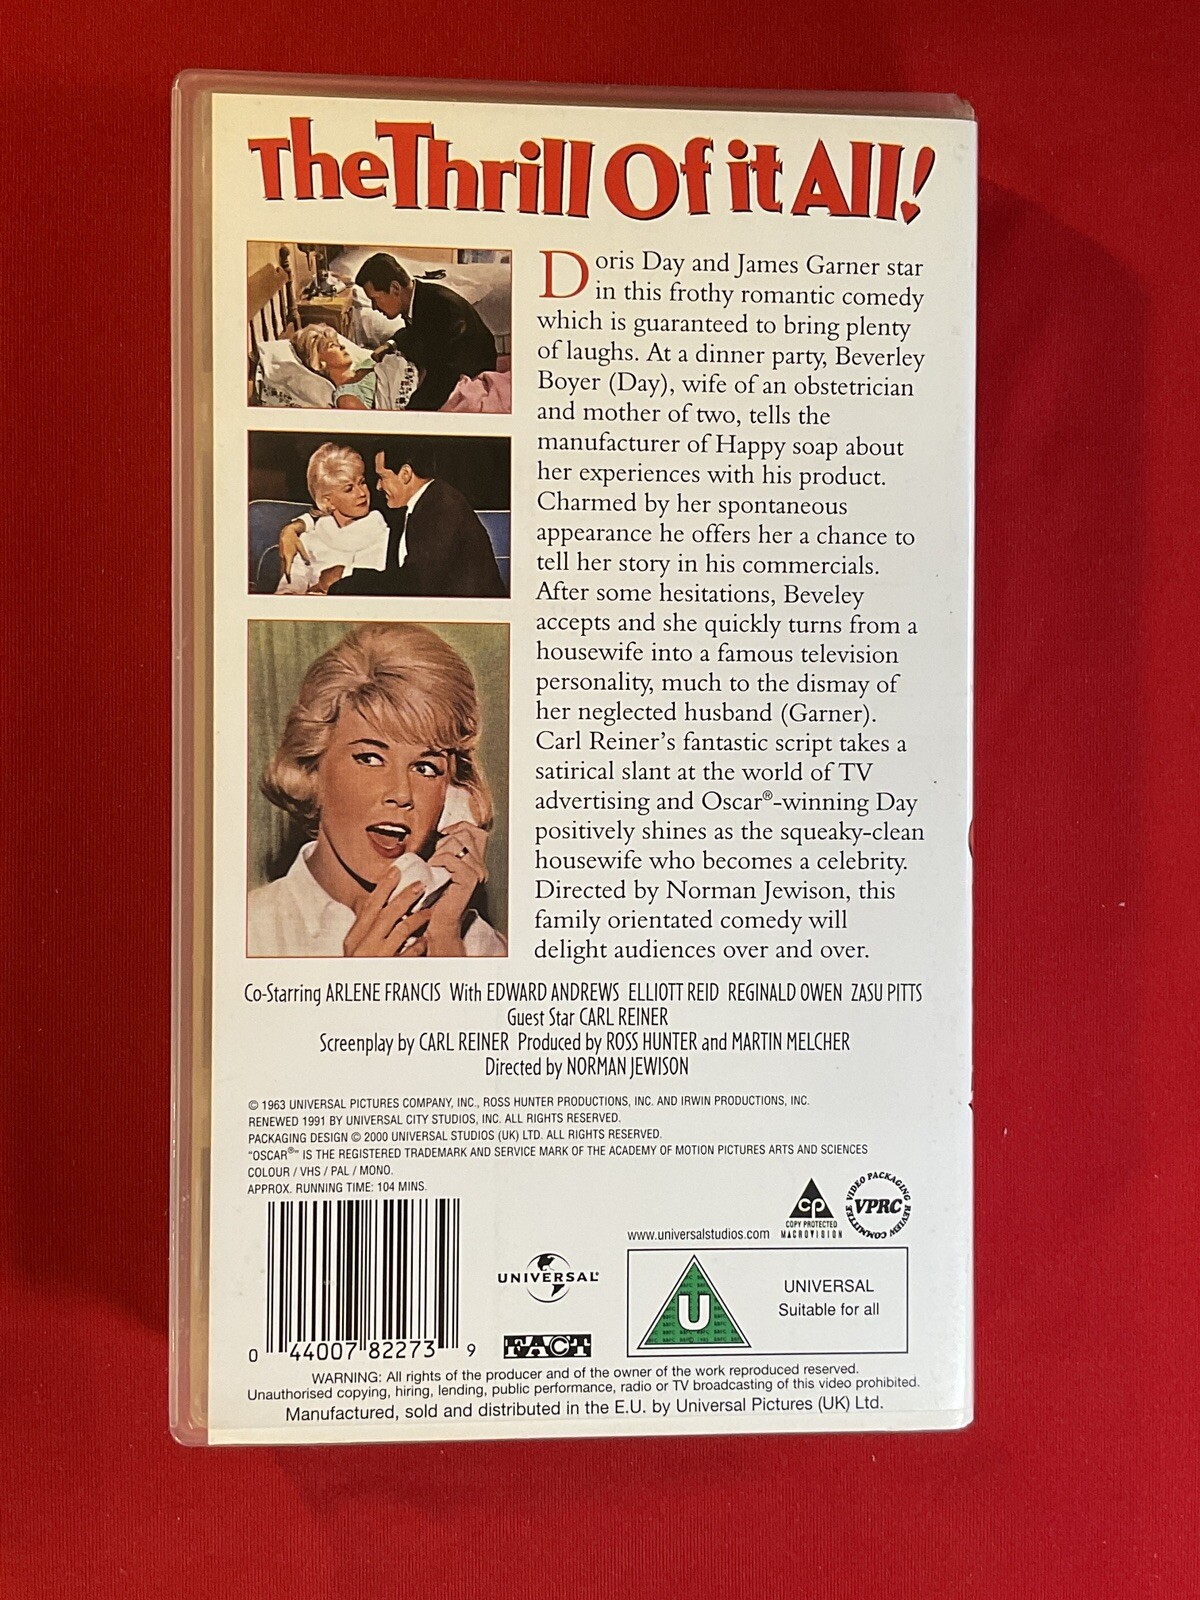 The Thrill Of it All!
Doris Day and James Garner star
in this frothy romantic comedy
which is guaranteed to bring plenty
of laughs. At a dinner party, Beverley
Boyer (Day), wife of an obstetrician
and mother of two, tells the
manufacturer of Happy soap about
her experiences with his product.
Charmed by her spontaneous
appearance he offers her a chance to
tell her story in his commercials.
After some hesitations, Beveley
accepts and she quickly turns from a
housewife into a famous television
personality, much to the dismay of
her neglected husband (Garner).
Carl Reiner's fantastic script takes a
satirical slant at the world of TV
advertising and Oscar®-winning Day
positively shines as the squeaky-clean
housewife who becomes a celebrity.
Directed by Norman Jewison, this
family orientated comedy will
delight audiences over and over.
Co-Starring ARLENE FRANCIS With EDWARD ANDREWS ELLIOTT REID REGINALD OWEN ZASU PITTS
Guest Star CARL REINER
Screenplay by CARL REINER Produced by ROSS HUNTER and MARTIN MELCHER
Directed by NORMAN JEWISON
© 1963 UNIVERSAL PICTURES COMPANY, INC., ROSS HUNTER PRODUCTIONS, INC. AND IRWIN PRODUCTIONS, INC.
RENEWED 1991 BY UNIVERSAL CITY STUDIOS, INC. ALL RIGHTS RESERVED.
PACKAGING DESIGN © 2000 UNIVERSAL STUDIOS (UK) LTD. ALL RIGHTS RESERVED.
"OSCAR®" IS THE REGISTERED TRADEMARK AND SERVICE MARK OF THE ACADEMY OF MOTION PICTURES ARTS AND SCIENCES
COLOUR / VHS / PAL / MONO.
APPROX. RUNNING TIME: 104 MINS.
www.universalstudios.com
cp
COPY PROTECTED
MACROVISION
VIDEO PACKAGING REVIEW COMMITTEE
VPRC
0 44007 82273 9
UNIVERSAL®
FACT
U
UNIVERSAL
Suitable for all
WARNING: All rights of the producer and of the owner of the work reproduced reserved.
Unauthorised copying, hiring, lending, public performance, radio or TV broadcasting of this video prohibited.
Manufactured, sold and distributed in the E.U. by Universal Pictures (UK) Ltd.